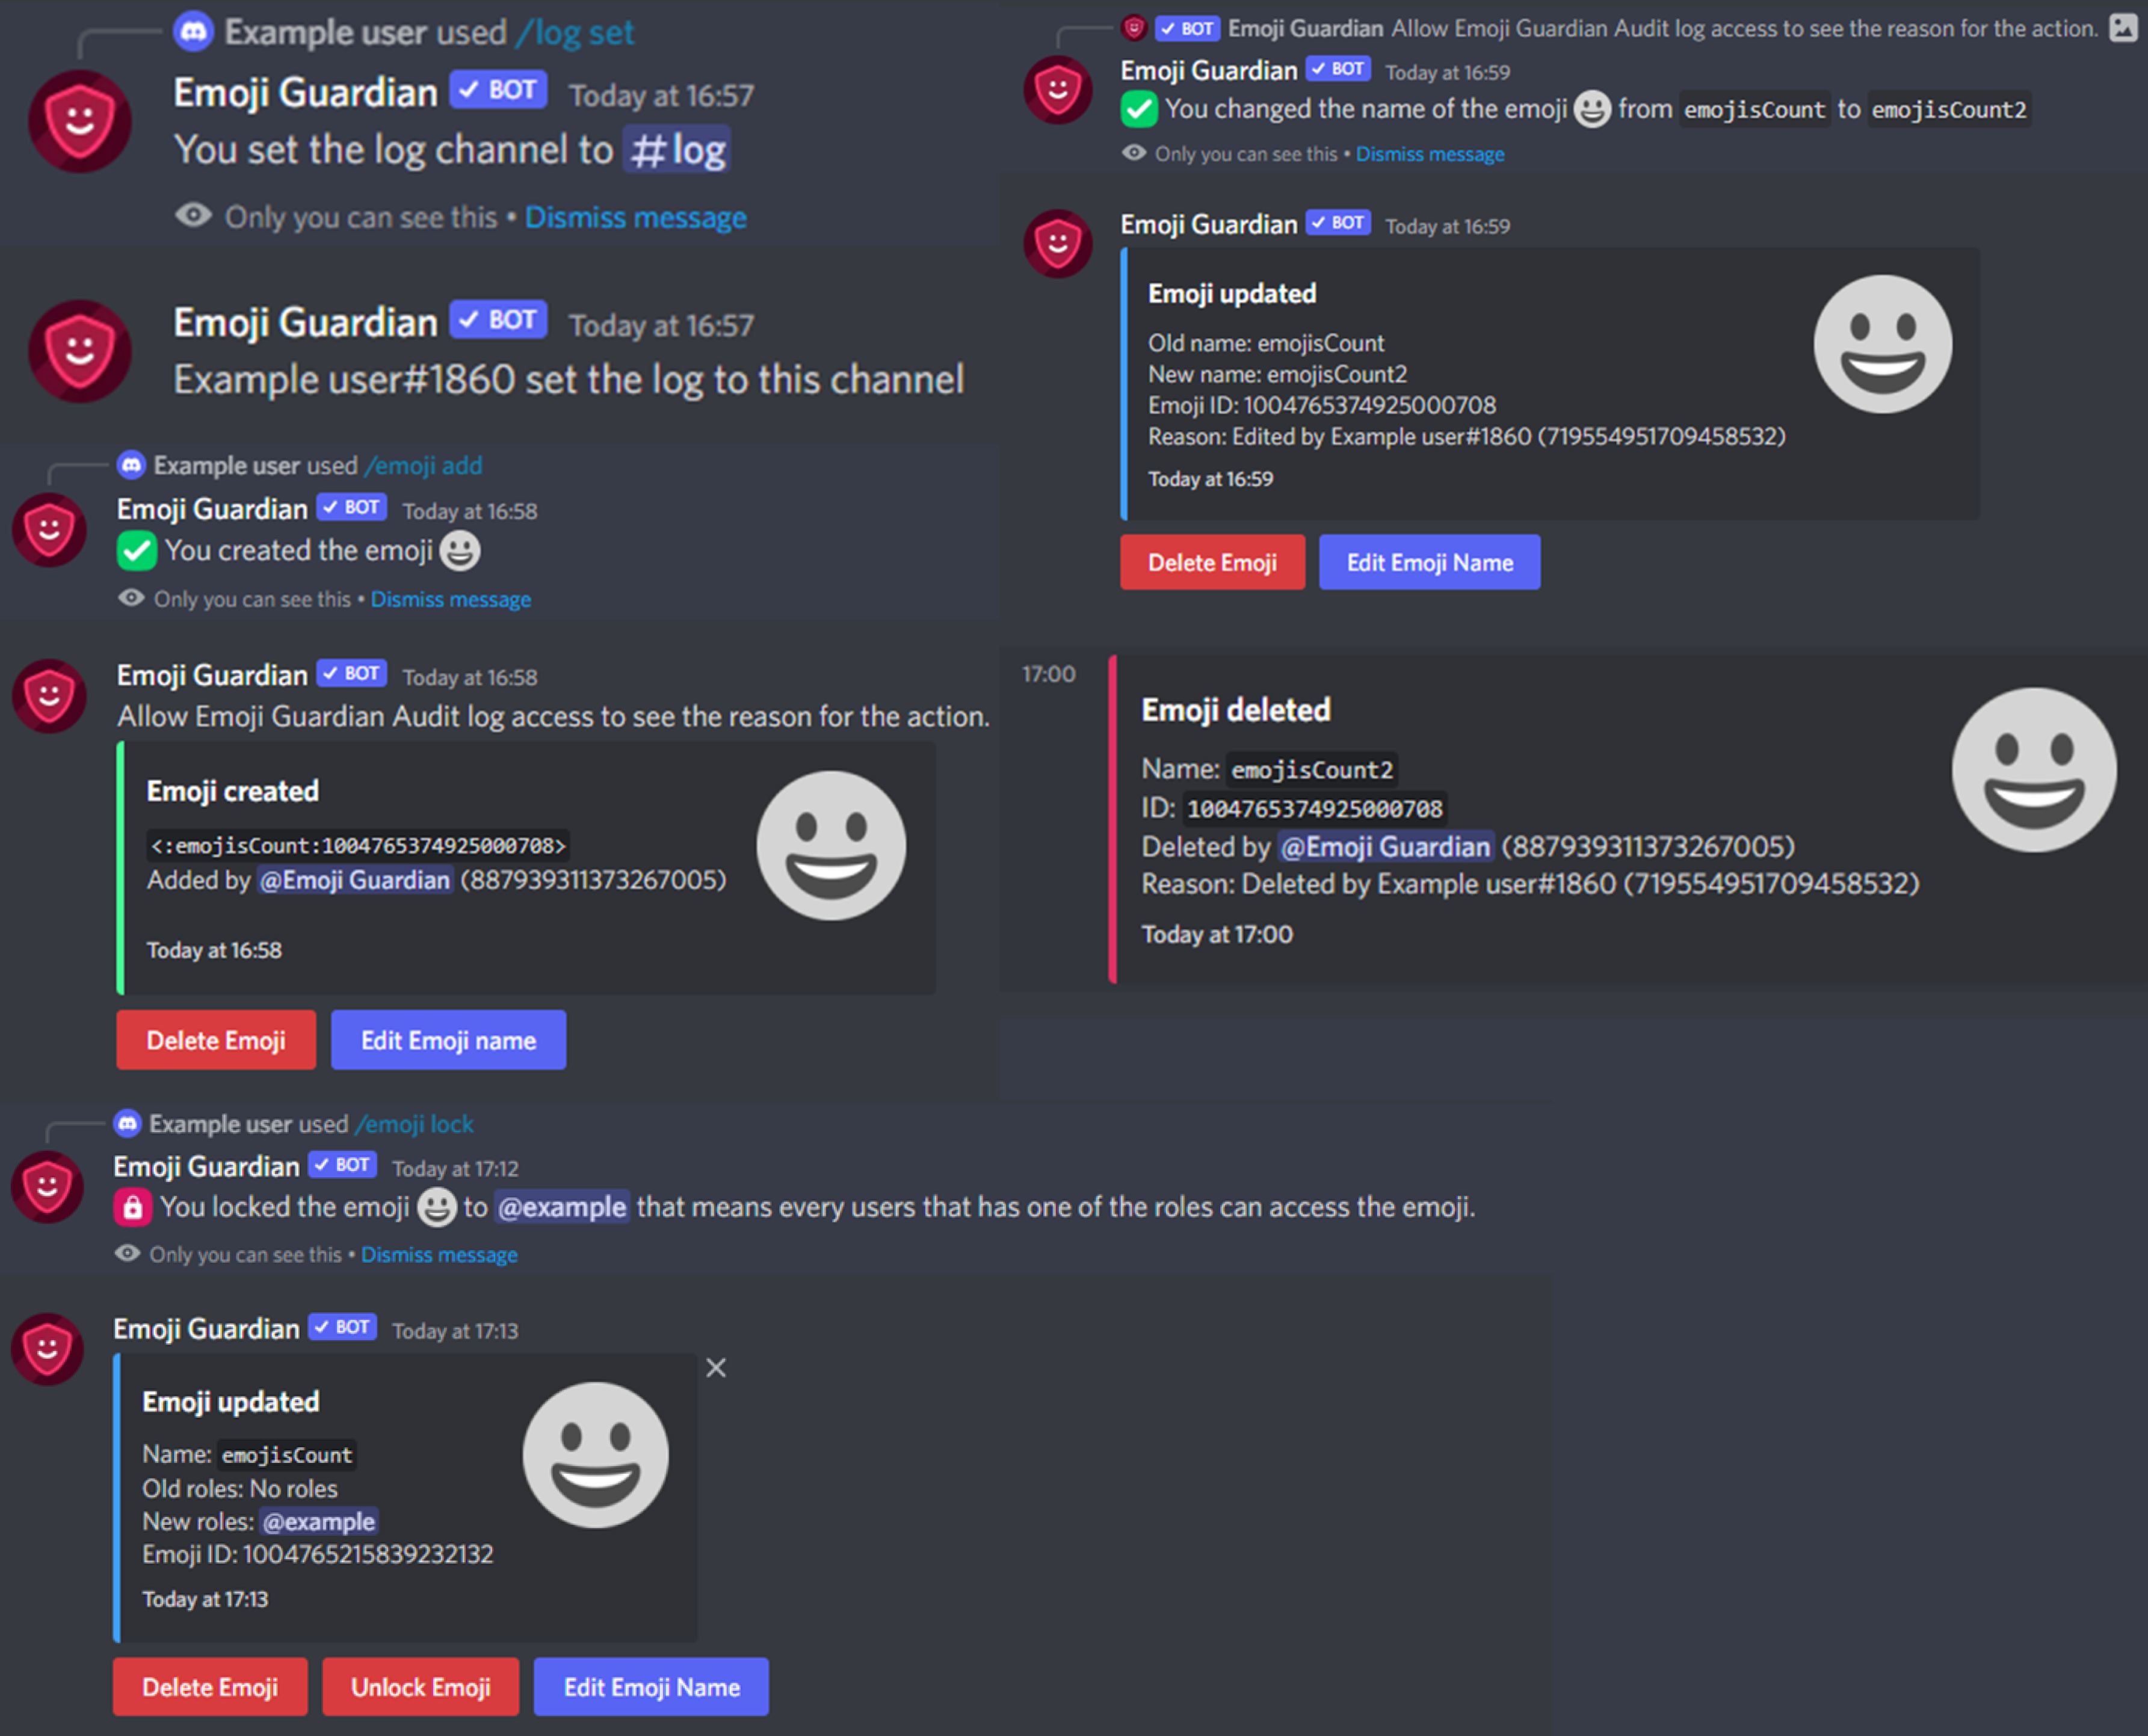 Example user used /log set
Emoji Guardian BOT Today at 16:57
You set the log channel to # log
Only you can see this • Dismiss message
Emoji Guardian BOT Today at 16:57
Example user#1860 set the log to this channel
Example user used /emoji add
Emoji Guardian BOT Today at 16:58
You created the emoji
Only you can see this • Dismiss message
Emoji Guardian BOT Today at 16:58
Allow Emoji Guardian Audit log access to see the reason for the action.
Emoji created
<:emojisCount:1004765374925000708>
Added by @Emoji Guardian (887939311373267005)
Today at 16:58
Delete Emoji Edit Emoji name
BOT Emoji Guardian Allow Emoji Guardian Audit log access to see the reason for the action.
Emoji Guardian BOT Today at 16:59
You changed the name of the emoji from emojisCount to emojisCount2
Only you can see this • Dismiss message
Emoji Guardian BOT Today at 16:59
Emoji updated
Old name: emojisCount
New name: emojisCount2
Emoji ID: 1004765374925000708
Reason: Edited by Example user#1860 (719554951709458532)
Today at 16:59
Delete Emoji Edit Emoji Name
17:00
Emoji deleted
Name: emojisCount2
ID: 1004765374925000708
Deleted by @Emoji Guardian (887939311373267005)
Reason: Deleted by Example user#1860 (719554951709458532)
Today at 17:00
Example user used /emoji lock
Emoji Guardian BOT Today at 17:12
You locked the emoji to @example that means every users that has one of the roles can access the emoji.
Only you can see this • Dismiss message
Emoji Guardian BOT Today at 17:13
Emoji updated
Name: emojisCount
Old roles: No roles
New roles: @example
Emoji ID: 1004765215839232132
Today at 17:13
Delete Emoji Unlock Emoji Edit Emoji Name